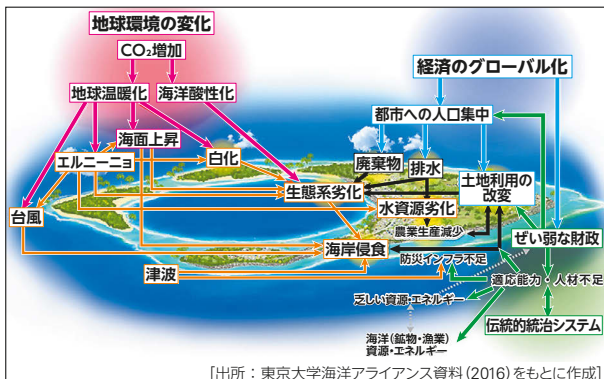 地球環境の変化
CO₂増加
経済のグローバル化
地球温暖化
海洋酸性化
都市への人口集中
海面上昇
白化
エルニーニョ
廃棄物
排水
生態系劣化
土地利用の
改変
台風
水資源劣化
農業生産減少
ぜい弱な財政
海岸侵食
防災インフラ不足
津波
適応能力・人材不足
乏しい資源・エネルギー
伝統的統治システム
海洋(鉱物・漁業)
資源・エネルギー
[出所:東京大学海洋アライアンス資料(2016)をもとに作成]